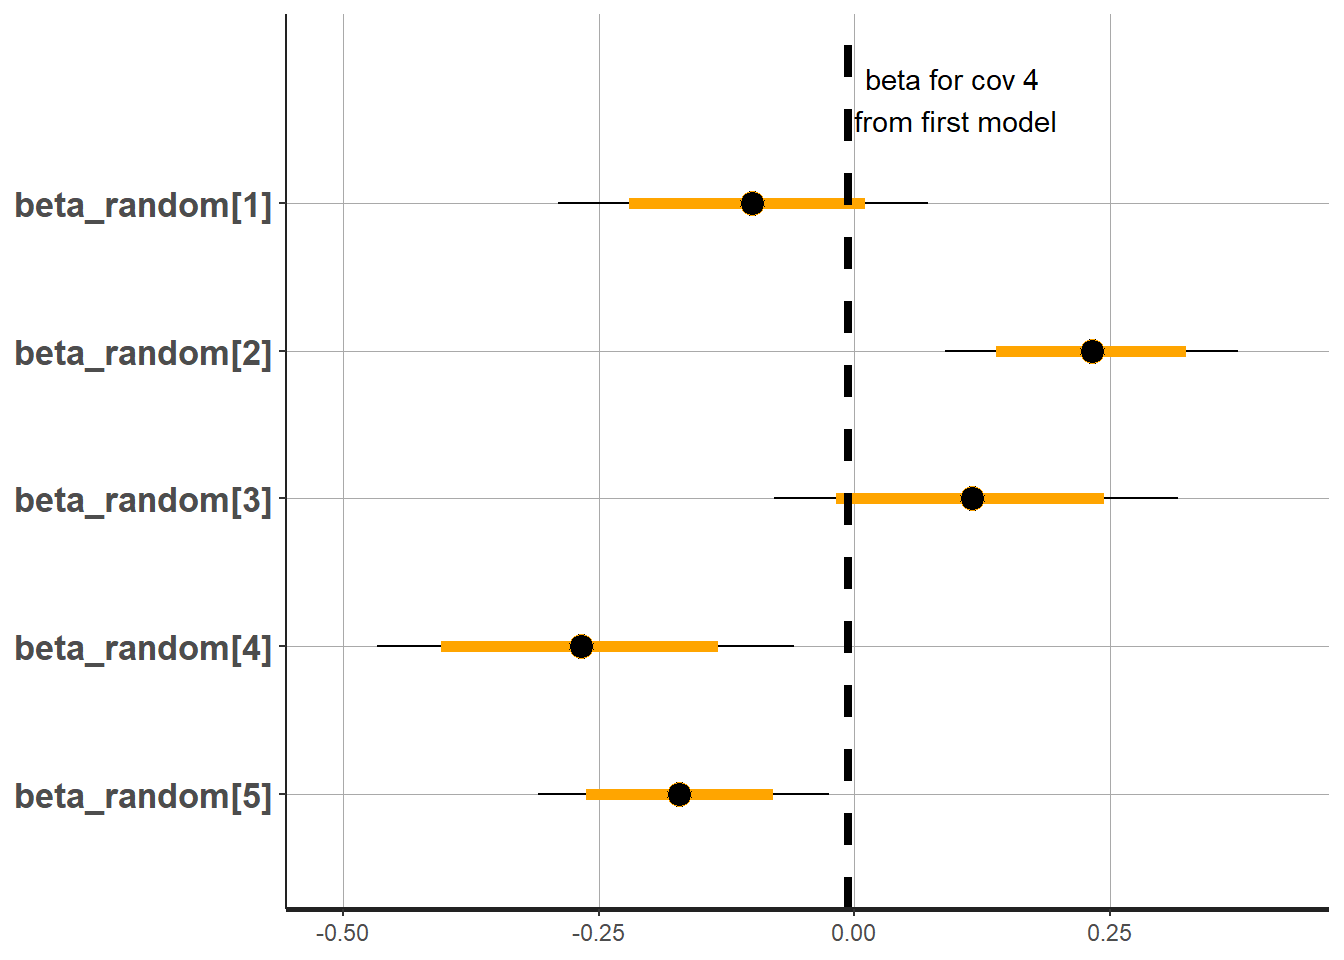 beta for cov 4
from first model
beta_random[1]
beta_random[2]
beta_random[3]
beta_random[4]
beta_random[5]
-0.50
-0.25
0.00
0.25